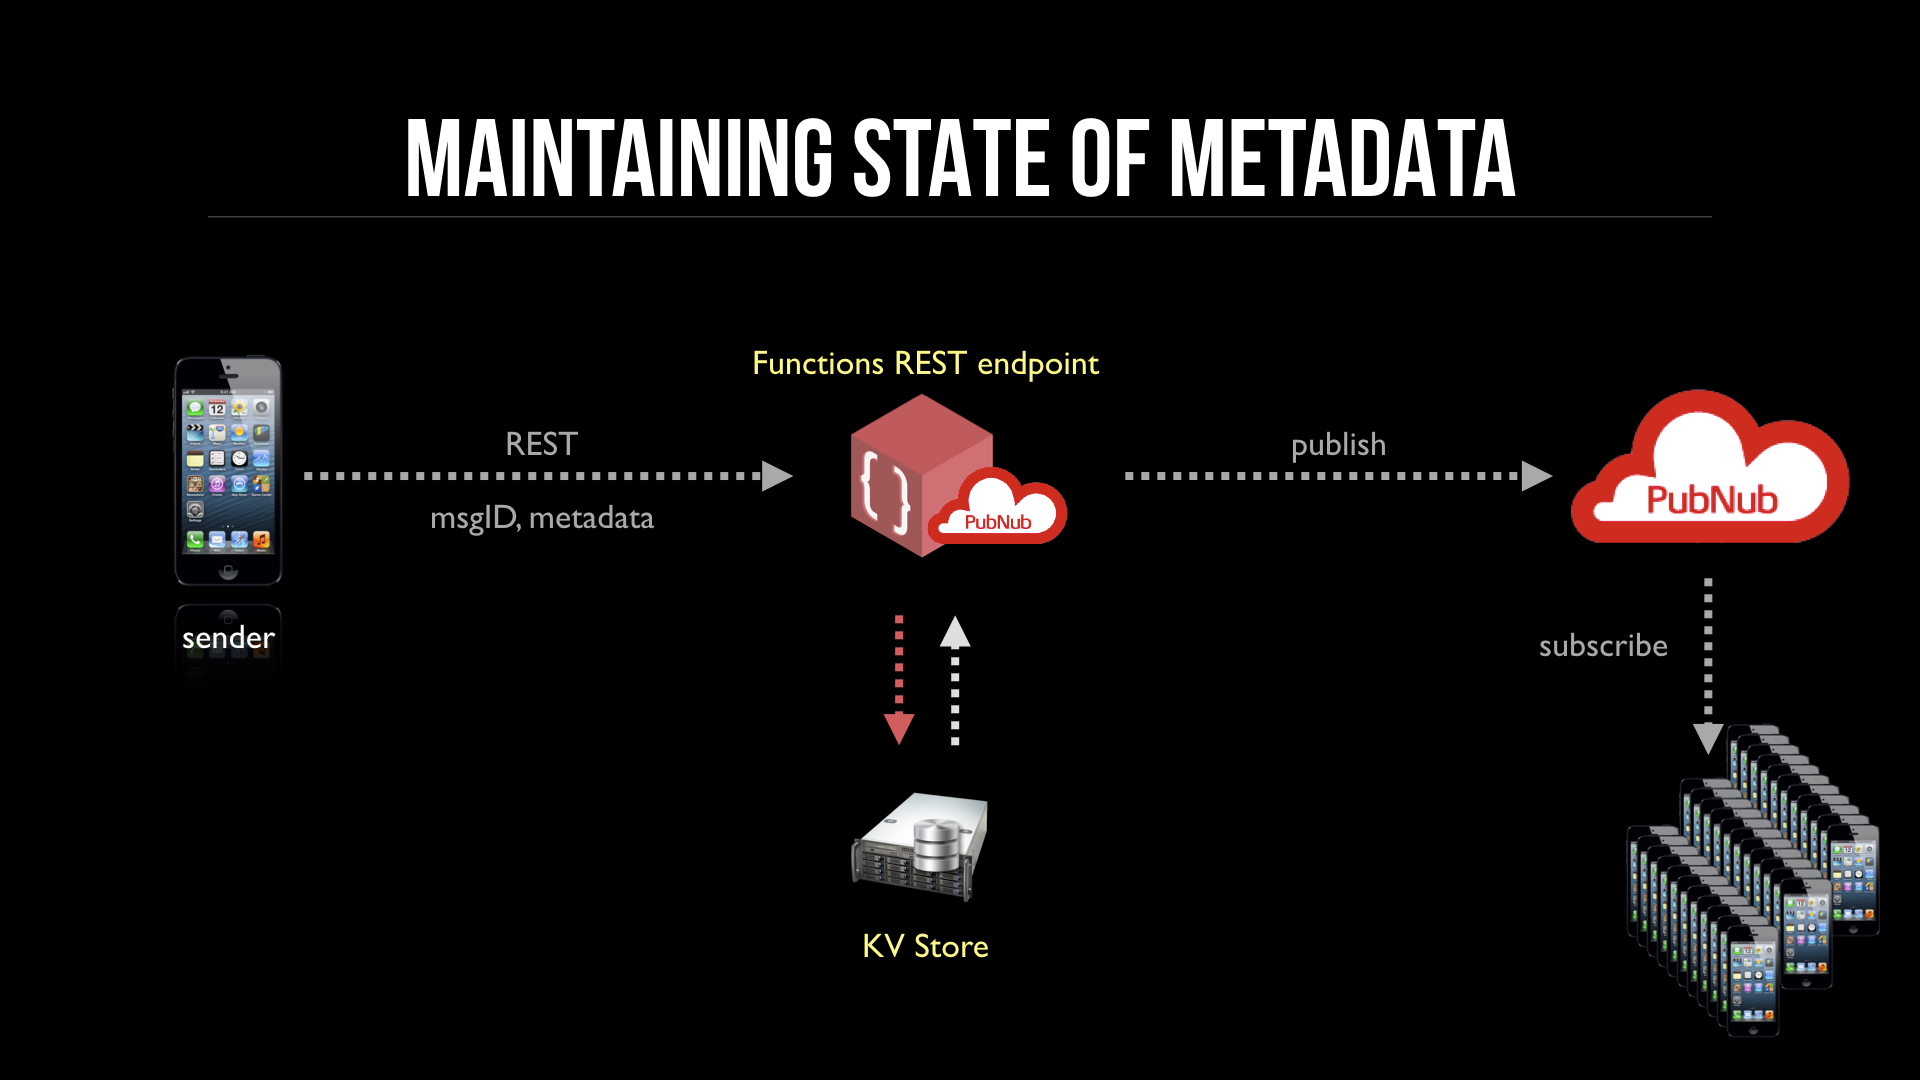 MAINTAINING STATE OF METADATA
Functions REST endpoint
REST
msgID, metadata
PubNub
publish
PubNub
sender
subscribe
KV Store